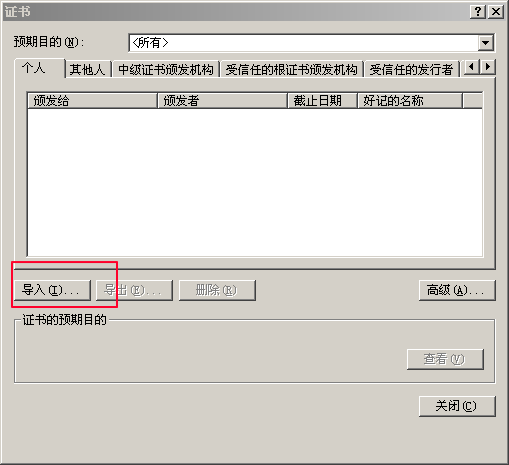 证书
预期目的(N): <所有>
个人 其他人 中级证书颁发机构 受信任的根证书颁发机构 受信任的发行者
颁发给 颁发者 截止日期 好记的名称
导入(I)... 导出(E)... 删除(R) 高级(A)...
证书的预期目的
查看(V)
关闭(C)